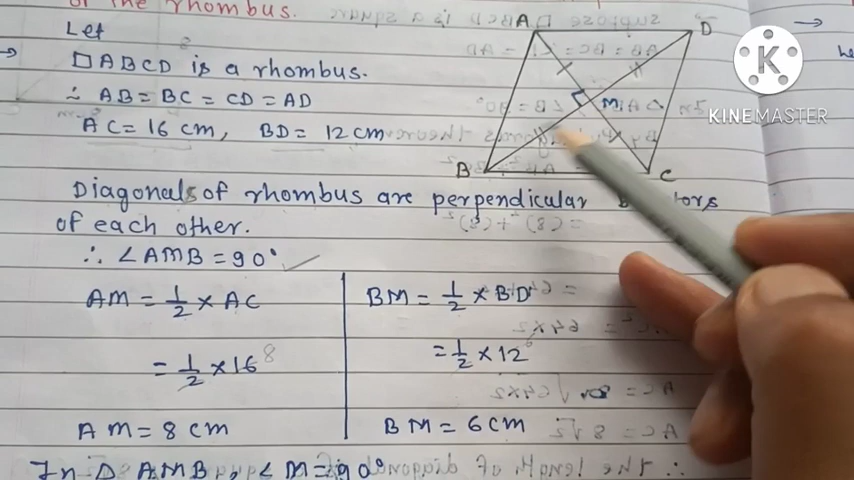 of the rhombus.
Let
□ABCD is a rhombus.
∴ AB = BC = CD = AD
AC = 16 cm, BD = 12 cm
A
D
M
B
C
K
KINEMASTER
Diagonals of rhombus are perpendicular
of each other.
∴ ∠AMB = 90°
AM = 1/2 × AC
= 1/2 × 16 8
AM = 8 cm
BM = 1/2 × BD
= 1/2 × 12 6
BM = 6 cm
In Δ AMB, ∠M = 90°